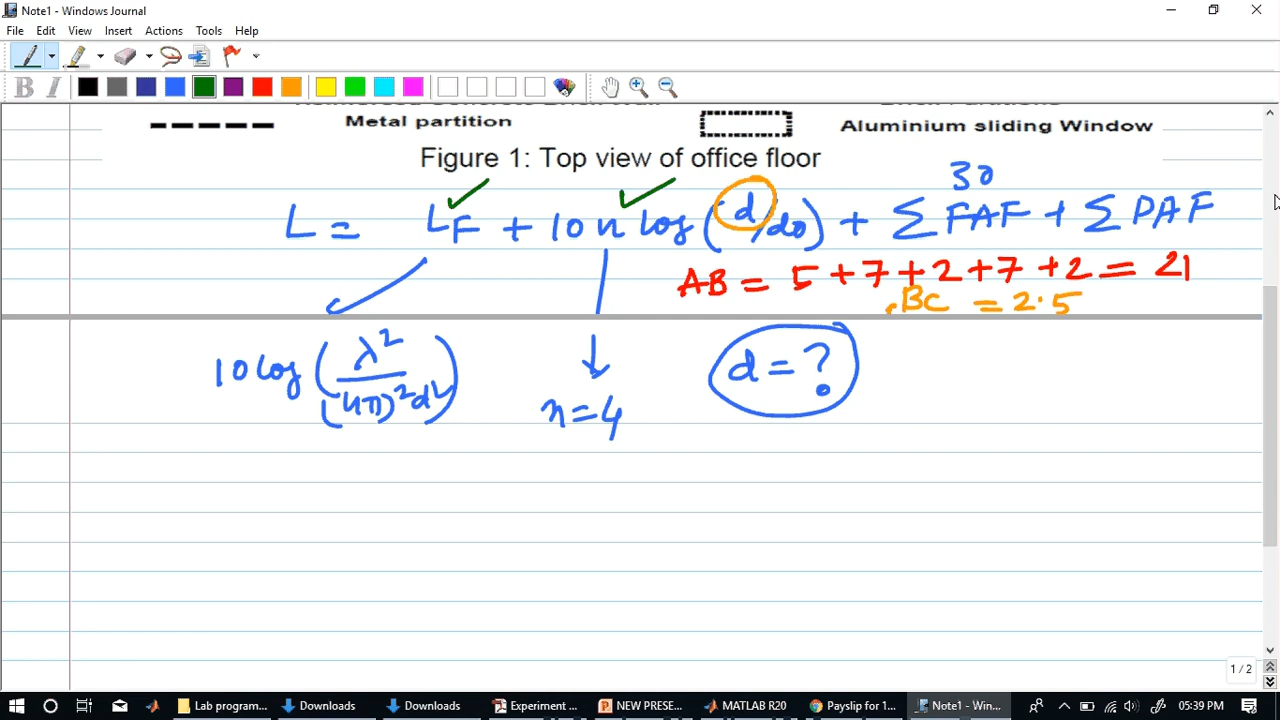 Note1 - Windows Journal
File Edit View Insert Actions Tools Help
B I
Metal partition
Aluminium sliding Window
Figure 1: Top view of office floor
30
L = LF + 10 n log (d/do) + Σ FAF + Σ PAF
AB = 5 + 7 + 2 + 7 + 2 = 21
BC = 2.5
10 log (λ² / (4π)² d²)
n = 4
d = ?
1 / 2
Lab program... Downloads Downloads Experiment ... NEW PRESE... MATLAB R20 Payslip for 1... Note1 - Win... 05:39 PM